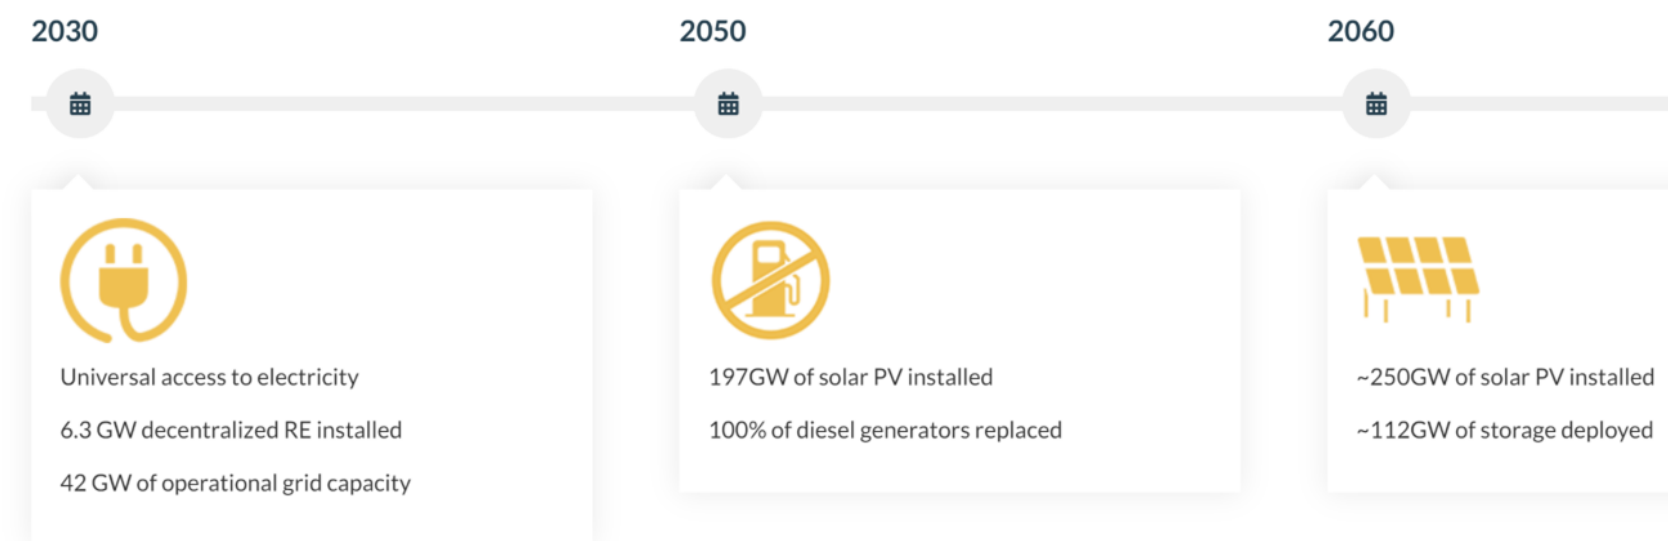 2030
Universal access to electricity
6.3 GW decentralized RE installed
42 GW of operational grid capacity
2050
197GW of solar PV installed
100% of diesel generators replaced
2060
~250GW of solar PV installed
~112GW of storage deployed